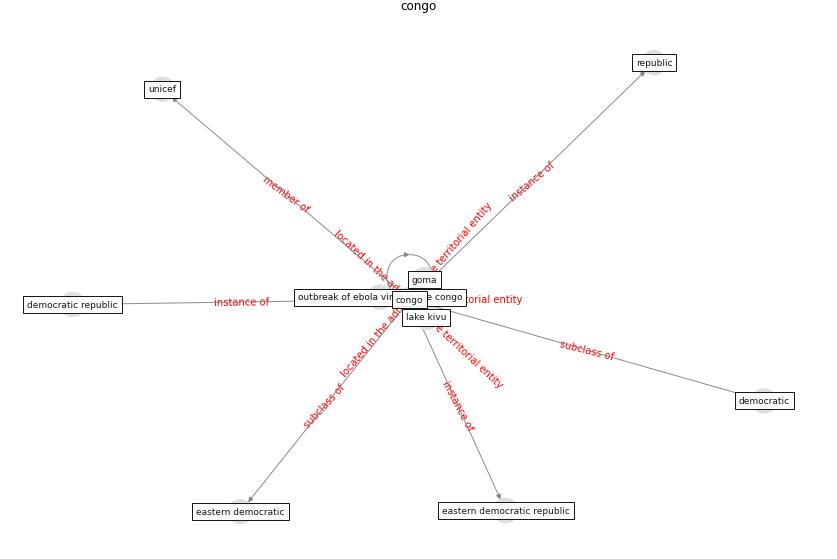 congo
republic
unicef
instance of
member of
e territorial entity
located in the ad
goma
outbreak of ebola vir
e congo
torial entity
congo
democratic republic
instance of
lake kivu
located in the ad
e territorial entity
subclass of
subclass of
instance of
democratic
eastern democratic
eastern democratic republic